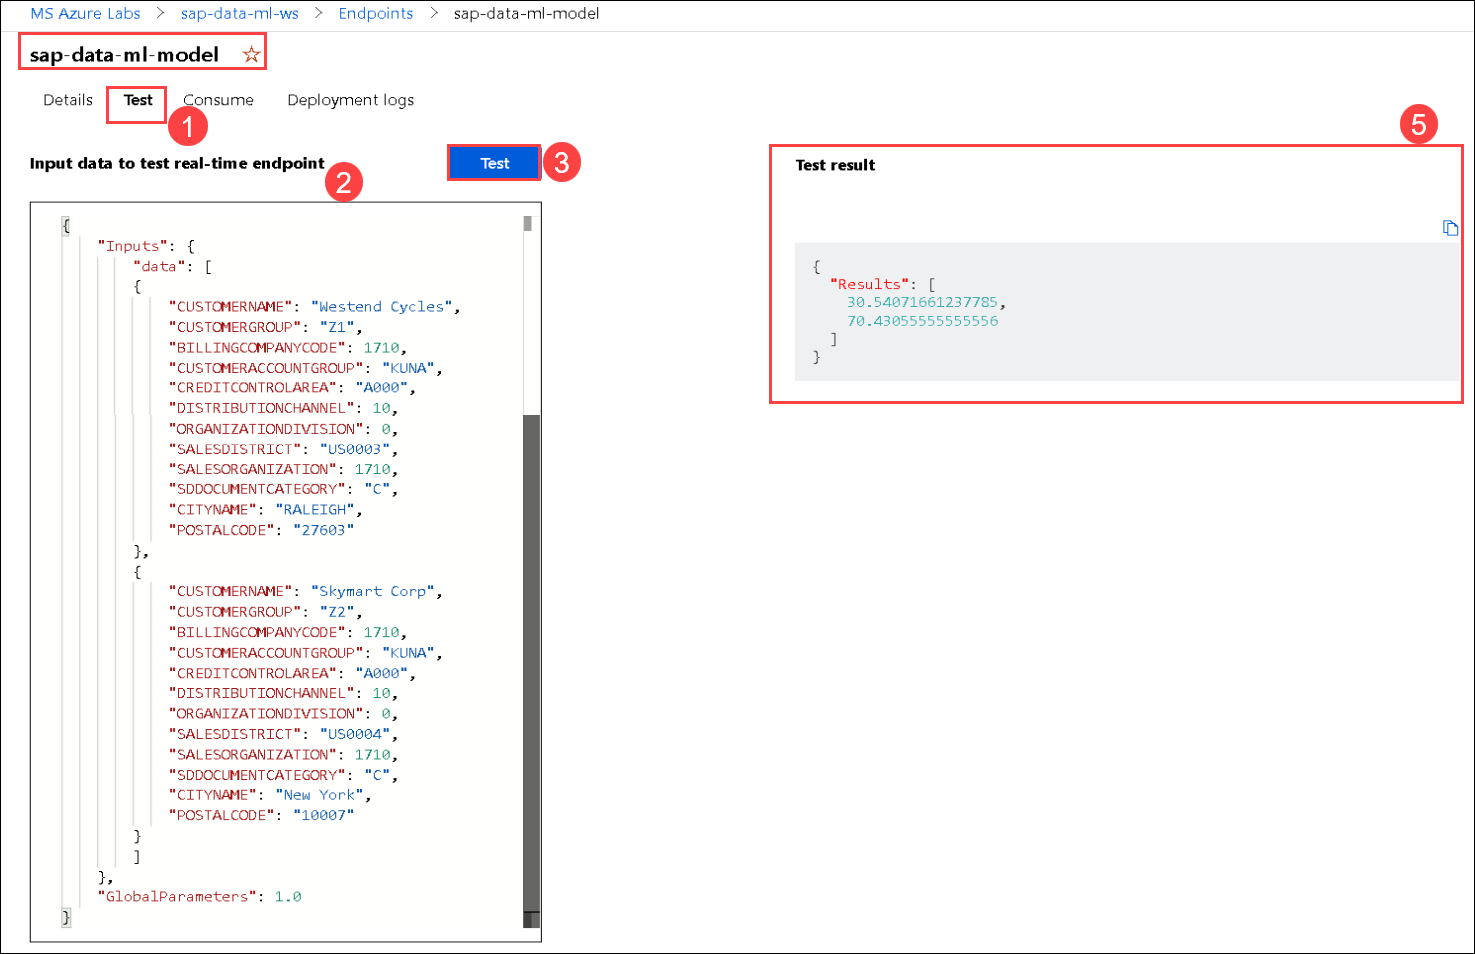 MS Azure Labs > sap-data-ml-ws > Endpoints > sap-data-ml-model
sap-data-ml-model
Details Test Consume Deployment logs
1
5
Input data to test real-time endpoint
2
Test
3
Test result
{
"Inputs": {
"data": [
{
"CUSTOMERNAME": "Westend Cycles",
"CUSTOMERGROUP": "Z1",
"BILLINGCOMPANYCODE": 1710,
"CUSTOMERACCOUNTGROUP": "KUNA",
"CREDITCONTROLAREA": "A000",
"DISTRIBUTIONCHANNEL": 10,
"ORGANIZATIONDIVISION": 0,
"SALESDISTRICT": "US0003",
"SALESORGANIZATION": 1710,
"SDDOCUMENTCATEGORY": "C",
"CITYNAME": "RALEIGH",
"POSTALCODE": "27603"
},
{
"CUSTOMERNAME": "Skymart Corp",
"CUSTOMERGROUP": "Z2",
"BILLINGCOMPANYCODE": 1710,
"CUSTOMERACCOUNTGROUP": "KUNA",
"CREDITCONTROLAREA": "A000",
"DISTRIBUTIONCHANNEL": 10,
"ORGANIZATIONDIVISION": 0,
"SALESDISTRICT": "US0004",
"SALESORGANIZATION": 1710,
"SDDOCUMENTCATEGORY": "C",
"CITYNAME": "New York",
"POSTALCODE": "10007"
}
]
},
"GlobalParameters": 1.0
}
{
"Results": [
30.54071661237785,
70.43055555555556
]
}